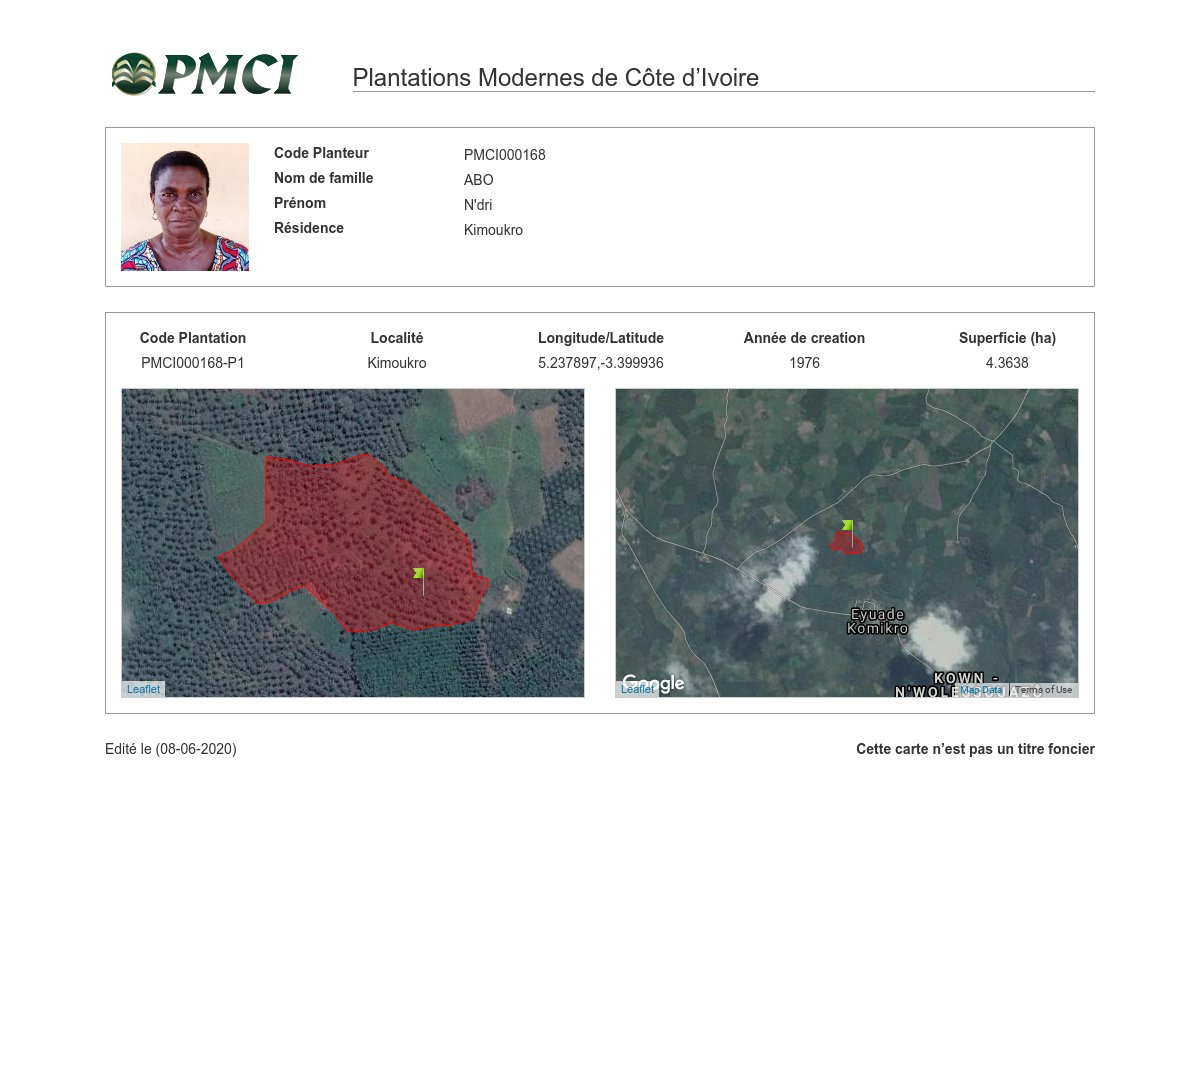 PMCI
Plantations Modernes de Côte d’Ivoire
Code Planteur PMCI000168
Nom de famille ABO
Prénom N'dri
Résidence Kimoukro
Code Plantation Localité Longitude/Latitude Année de creation Superficie (ha)
PMCI000168-P1 Kimoukro 5.237897,-3.399936 1976 4.3638
Eyuade
Komikro
KOWN -
Leaflet
Leaflet
Google
Map Data
Terms of Use
Edité le (08-06-2020)
Cette carte n’est pas un titre foncier